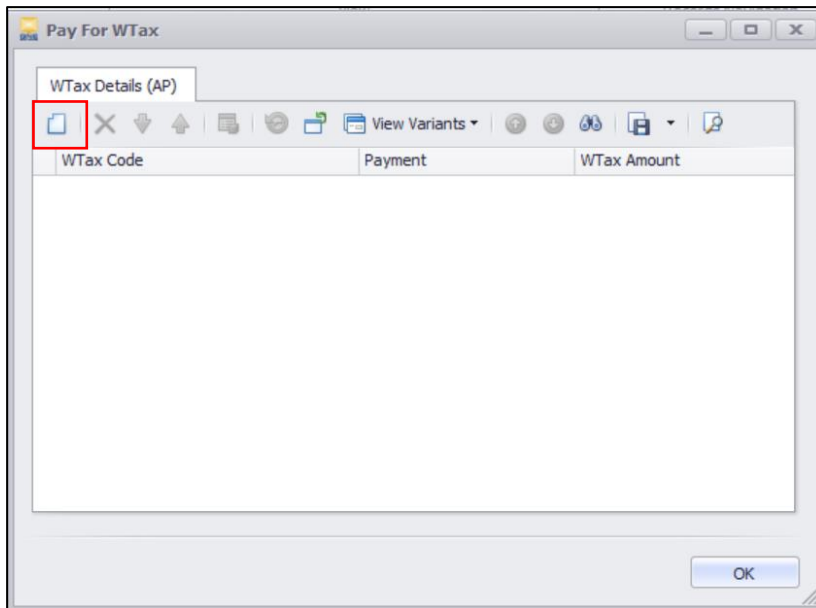 Pay For WTax
WTax Details (AP)
View Variants
WTax Code Payment WTax Amount
OK